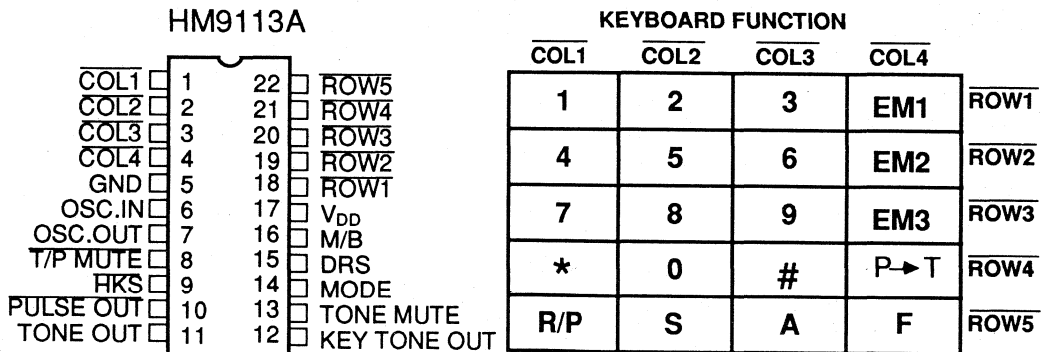 HM9113A
COL1 1 22 ROW5
COL2 2 21 ROW4
COL3 3 20 ROW3
COL4 4 19 ROW2
GND 5 18 ROW1
OSC.IN 6 17 VDD
OSC.OUT 7 16 M/B
T/P MUTE 8 15 DRS
HKS 9 14 MODE
PULSE OUT 10 13 TONE MUTE
TONE OUT 11 12 KEY TONE OUT
KEYBOARD FUNCTION
COL1 COL2 COL3 COL4
1 2 3 EM1 ROW1
4 5 6 EM2 ROW2
7 8 9 EM3 ROW3
* 0 # P→T ROW4
R/P S A F ROW5